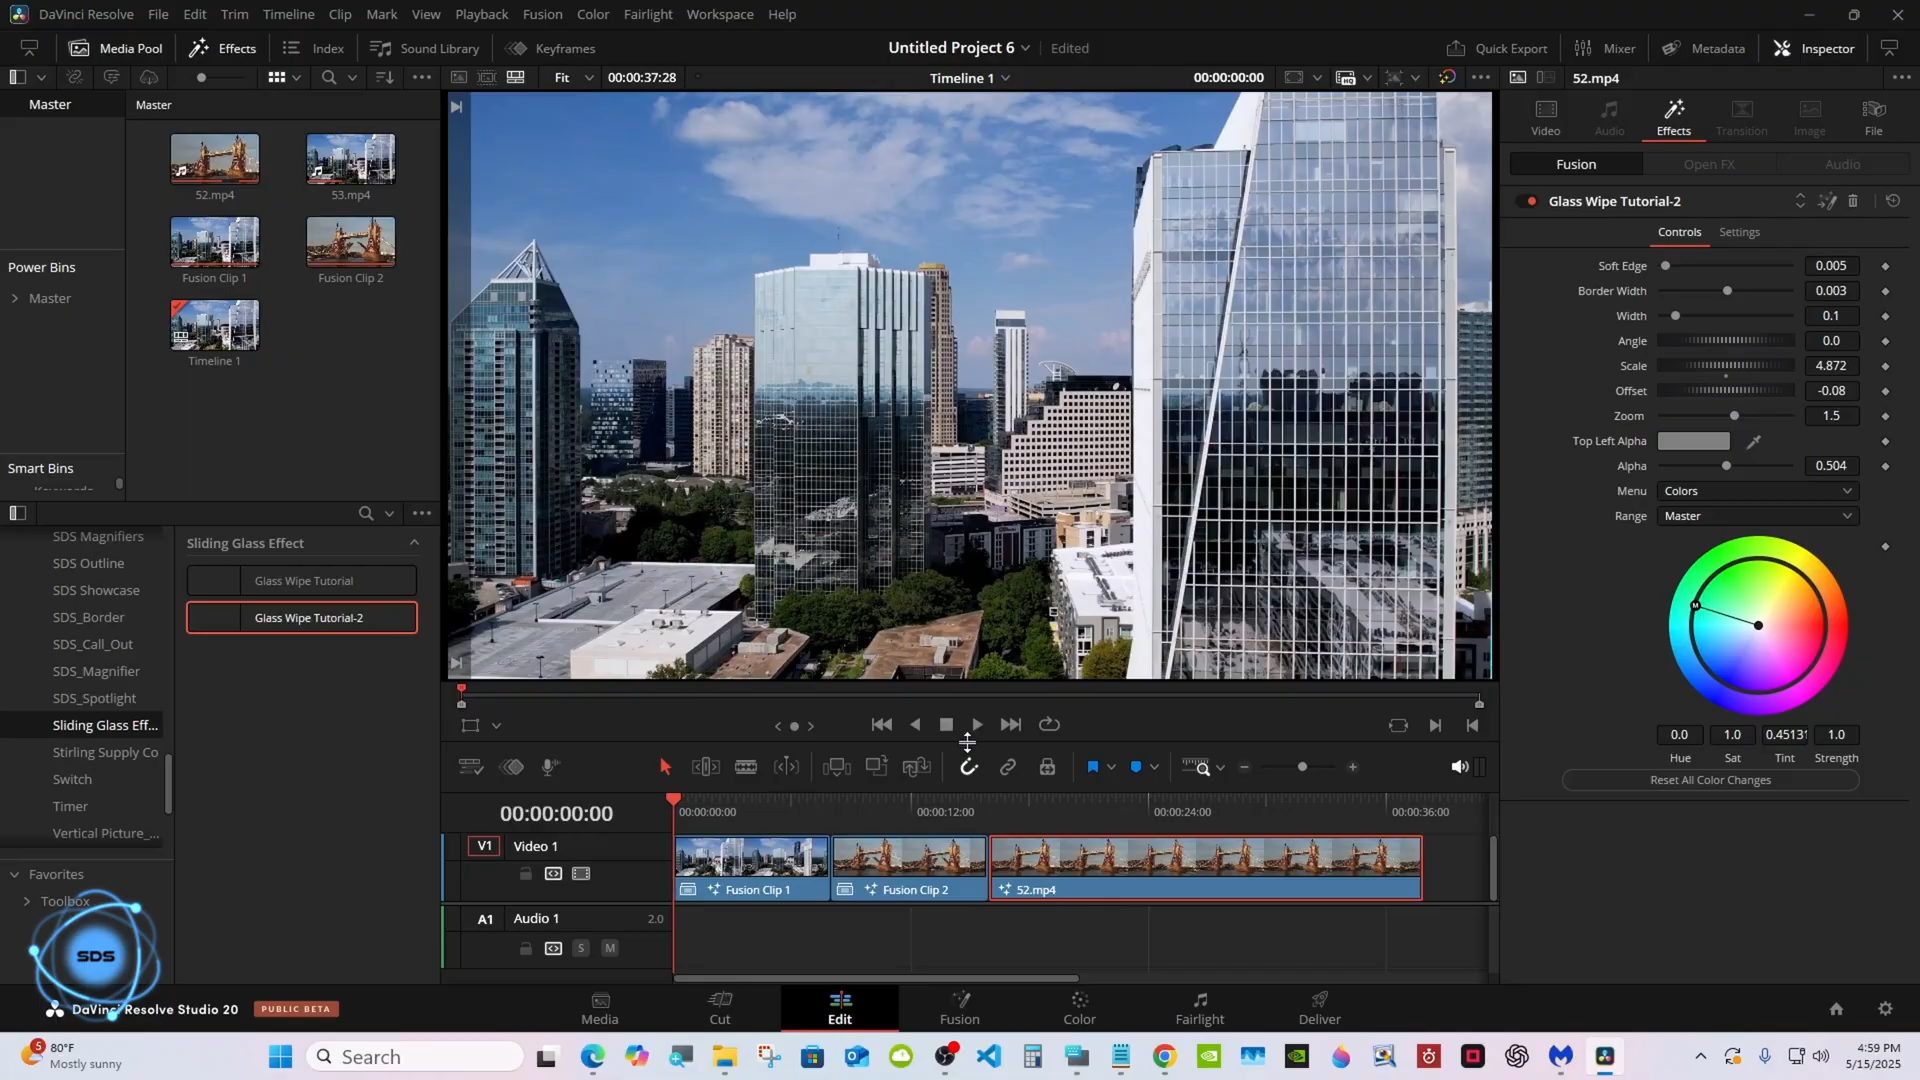 DaVinci Resolve File Edit Trim Timeline Clip Mark View Playback Fusion Color Fairlight Workspace Help
Media Pool Effects Index Sound Library Keyframes Untitled Project 6 Edited Quick Export Mixer Metadata Inspector
Fit 00:00:37:28 Timeline 1 00:00:00:00 52.mp4
Master
Master
52.mp4
53.mp4
Fusion Clip 1
Fusion Clip 2
Timeline 1
Power Bins
Master
Smart Bins
SDS Magnifiers
SDS Outline
SDS Showcase
SDS_Border
SDS_Call_Out
SDS_Magnifier
SDS_Spotlight
Sliding Glass Eff...
Stirling Supply Co
Switch
Timer
Vertical Picture_...
Favorites
Toolbox
Sliding Glass Effect
Glass Wipe Tutorial
Glass Wipe Tutorial-2
Video Audio Effects Transition Image File
Fusion Open FX Audio
Glass Wipe Tutorial-2
Controls Settings
Soft Edge 0.005
Border Width 0.003
Width 0.1
Angle 0.0
Scale 4.872
Offset -0.08
Zoom 1.5
Top Left Alpha
Alpha 0.504
Menu Colors
Range Master
M
0.0 1.0 0.45131 1.0
Hue Sat Tint Strength
Reset All Color Changes
00:00:00:00
00:00:00:00 00:00:12:00 00:00:24:00 00:00:36:00
V1 Video 1
Fusion Clip 1
Fusion Clip 2
52.mp4
A1 Audio 1 2.0
S M
SDS
DaVinci Resolve Studio 20 PUBLIC BETA
Media Cut Edit Fusion Color Fairlight Deliver
5
80°F
Mostly sunny
Search
4:59 PM
5/15/2025